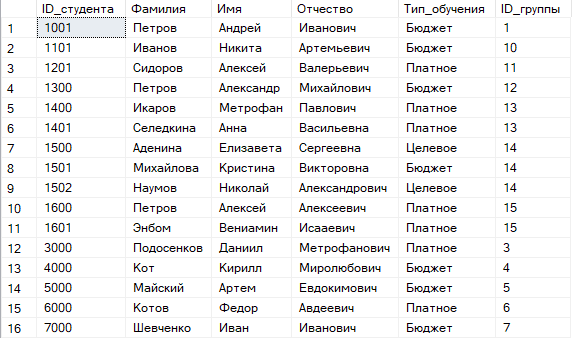 ID_студента Фамилия Имя Отчество Тип_обучения ID_группы
1 1001 Петров Андрей Иванович Бюджет 1
2 1101 Иванов Никита Артемьевич Бюджет 10
3 1201 Сидоров Алексей Валерьевич Платное 11
4 1300 Петров Александр Михайлович Бюджет 12
5 1400 Икаров Метрофан Павлович Платное 13
6 1401 Селедкина Анна Васильевна Платное 13
7 1500 Аденина Елизавета Сергеевна Целевое 14
8 1501 Михайлова Кристина Викторовна Бюджет 14
9 1502 Наумов Николай Александрович Целевое 14
10 1600 Петров Алексей Алексеевич Платное 15
11 1601 Энбом Вениамин Исааевич Платное 15
12 3000 Подосенков Даниил Метрофанович Платное 3
13 4000 Кот Кирилл Миролюбович Бюджет 4
14 5000 Майский Артем Евдокимович Бюджет 5
15 6000 Котов Федор Авдеевич Платное 6
16 7000 Шевченко Иван Иванович Бюджет 7